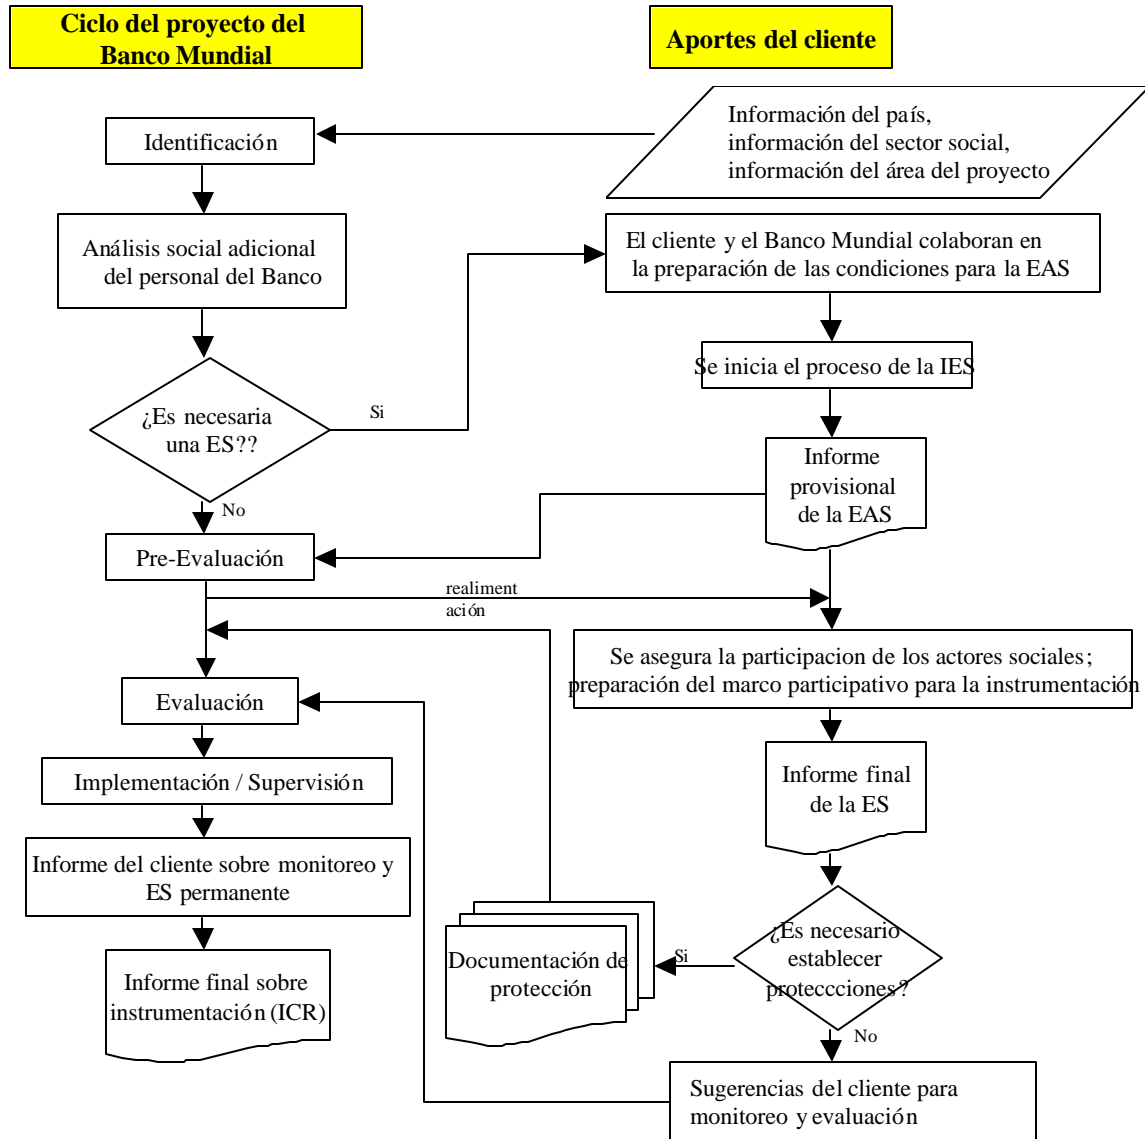 Ciclo del proyecto del
Banco Mundial
Aportes del cliente
Identificación
Información del país,
información del sector social,
información del área del proyecto
Análisis social adicional
del personal del Banco
El cliente y el Banco Mundial colaboran en
la preparación de las condiciones para la EAS
Se inicia el proceso de la IES
¿Es necesaria
una ES??
Si
No
Informe
provisional
de la EAS
Pre-Evaluación
realiment
ación
Se asegura la participacion de los actores sociales;
preparación del marco participativo para la instrumentación
Evaluación
Implementación / Supervisión
Informe final
de la ES
Informe del cliente sobre monitoreo y
ES permanente
¿Es necesario
establecer
proteccciones?
Si
No
Documentación de
protección
Informe final sobre
instrumentación (ICR)
Sugerencias del cliente para
monitoreo y evaluación